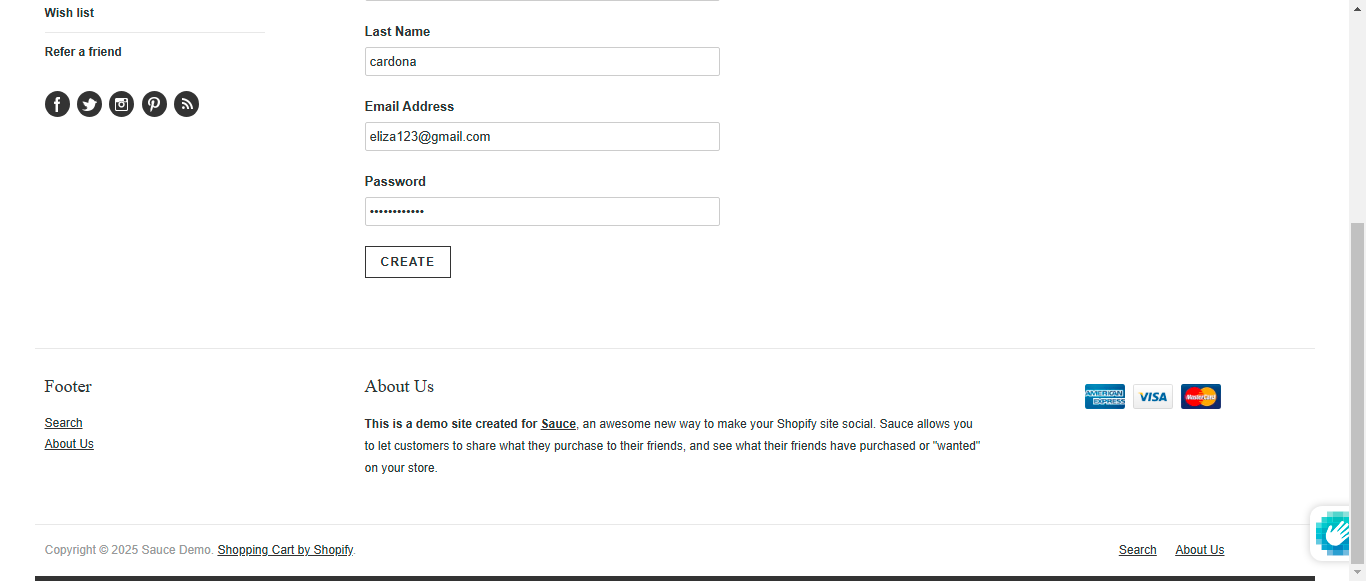 Wish list
Refer a friend
Last Name
cardona
Email Address
eliza123@gmail.com
Password
••••••••••••
CREATE
Footer
Search
About Us
About Us
This is a demo site created for Sauce, an awesome new way to make your Shopify site social. Sauce allows you
to let customers to share what they purchase to their friends, and see what their friends have purchased or "wanted"
on your store.
AMERICAN EXPRESS
VISA
MasterCard
Copyright © 2025 Sauce Demo. Shopping Cart by Shopify.
Search About Us